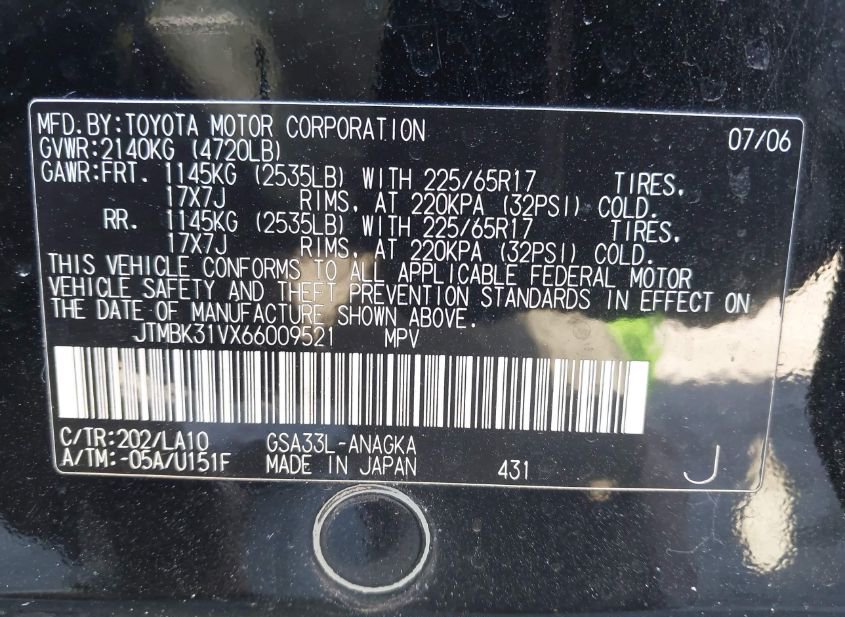 MFD.BY:TOYOTA MOTOR CORPORATION 07/06
GVWR:2140KG (4720LB)
GAWR:FRT. 1145KG (2535LB) WITH 225/65R17 TIRES,
17X7J RIMS, AT 220KPA (32PSI) COLD.
RR. 1145KG (2535LB) WITH 225/65R17 TIRES,
17X7J RIMS, AT 220KPA (32PSI) COLD.
THIS VEHICLE CONFORMS TO ALL APPLICABLE FEDERAL MOTOR
VEHICLE SAFETY AND THEFT PREVENTION STANDARDS IN EFFECT ON
THE DATE OF MANUFACTURE SHOWN ABOVE.
JTMBK31VX66009521 MPV
C/TR:202/LA10 GSA33L-ANAGKA
A/TM:-05A/U151F MADE IN JAPAN 431 J